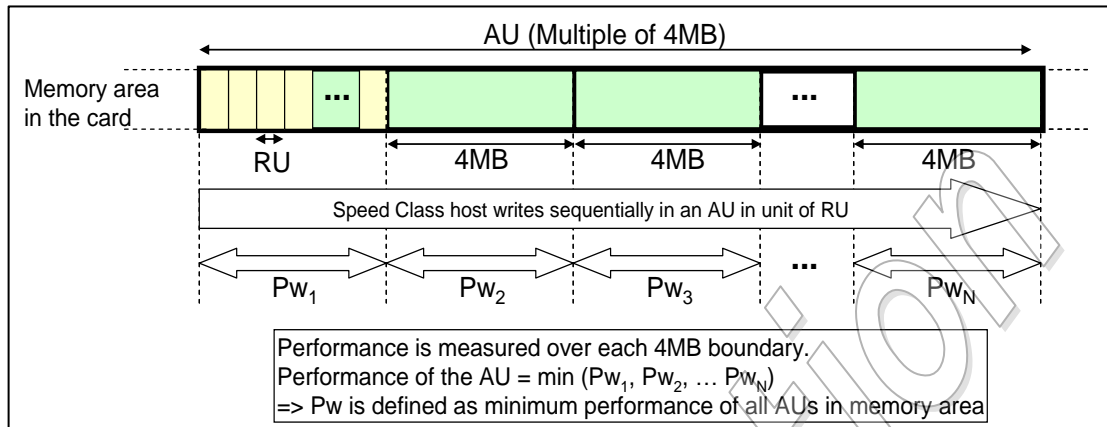 AU (Multiple of 4MB)
Memory area
in the card
...
...
RU
4MB
4MB
4MB
Speed Class host writes sequentially in an AU in unit of RU
...
Pw1
Pw2
Pw3
PwN
Performance is measured over each 4MB boundary.
Performance of the AU = min (Pw1, Pw2, … PwN)
=> Pw is defined as minimum performance of all AUs in memory area